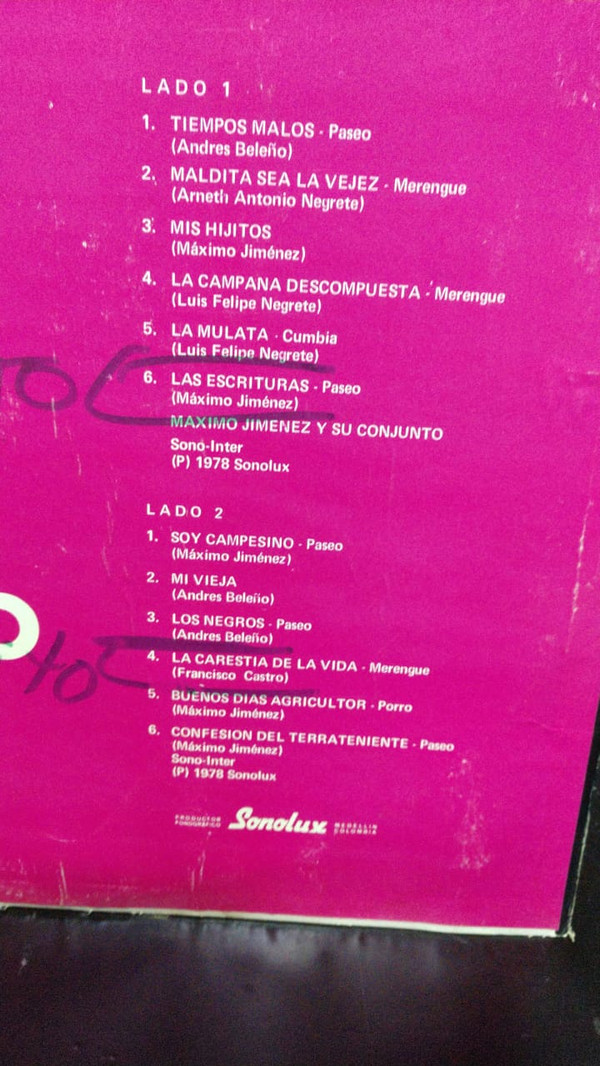 LADO 1
1. TIEMPOS MALOS - Paseo
(Andres Beleño)
2. MALDITA SEA LA VEJEZ - Merengue
(Arneth Antonio Negrete)
3. MIS HIJITOS
(Máximo Jiménez)
4. LA CAMPANA DESCOMPUESTA - Merengue
(Luis Felipe Negrete)
5. LA MULATA - Cumbia
(Luis Felipe Negrete)
6. LAS ESCRITURAS - Paseo
(Máximo Jiménez)
MAXIMO JIMENEZ Y SU CONJUNTO
Sono-Inter
(P) 1978 Sonolux
LADO 2
1. SOY CAMPESINO - Paseo
(Máximo Jiménez)
2. MI VIEJA
(Andres Beleño)
3. LOS NEGROS - Paseo
(Andres Beleño)
4. LA CARESTIA DE LA VIDA - Merengue
(Francisco Castro)
5. BUENOS DIAS AGRICULTOR - Porro
(Máximo Jiménez)
6. CONFESION DEL TERRATENIENTE - Paseo
(Máximo Jiménez)
Sono-Inter
(P) 1978 Sonolux
PRODUCTOR FONOGRAFICO Sonolux MEDELLIN COLOMBIA